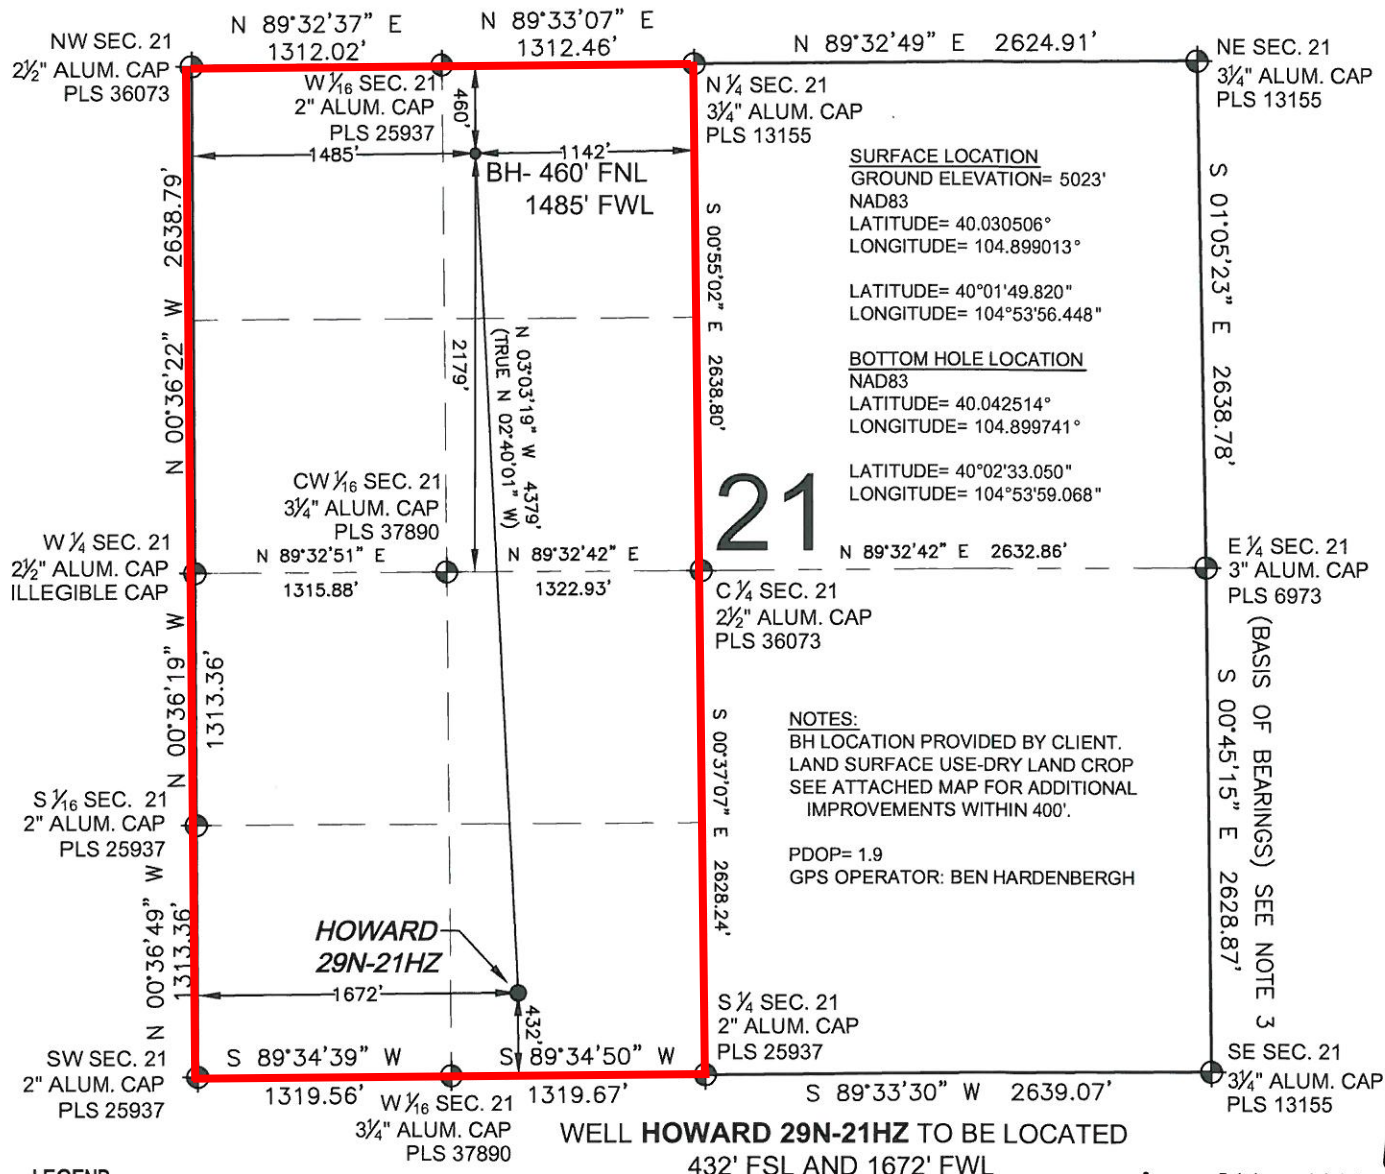 N 89°32'37" E
1312.02'
N 89°33'07" E
1312.46'
N 89°32'49" E 2624.91'
NW SEC. 21
2½" ALUM. CAP
PLS 36073
W 1/16 SEC. 21
2" ALUM. CAP
PLS 25937
N ¼ SEC. 21
3¼" ALUM. CAP
PLS 13155
NE SEC. 21
3¼" ALUM. CAP
PLS 13155
460'
1485'
1142'
BH- 460' FNL
1485' FWL
SURFACE LOCATION
GROUND ELEVATION= 5023'
NAD83
LATITUDE= 40.030506°
LONGITUDE= 104.899013°
LATITUDE= 40°01'49.820"
LONGITUDE= 104°53'56.448"
BOTTOM HOLE LOCATION
NAD83
LATITUDE= 40.042514°
LONGITUDE= 104.899741°
LATITUDE= 40°02'33.050"
LONGITUDE= 104°53'59.068"
N 00°36'22" W 2638.79'
2179'
N 03°03'19" W 4379'
(TRUE N 02°40'01" W)
S 00°55'02" E 2638.80'
S 01°05'23" E 2638.78'
21
CW 1/16 SEC. 21
3¼" ALUM. CAP
PLS 37890
W ¼ SEC. 21
2½" ALUM. CAP
ILLEGIBLE CAP
N 89°32'51" E
1315.88'
N 89°32'42" E
1322.93'
N 89°32'42" E 2632.86'
C ¼ SEC. 21
2½" ALUM. CAP
PLS 36073
E ¼ SEC. 21
3" ALUM. CAP
PLS 6973
N 00°36'19" W
1313.36'
S 00°37'07" E 2628.24'
S 00°45'15" E 2628.87'
(BASIS OF BEARINGS) SEE NOTE 3
NOTES:
BH LOCATION PROVIDED BY CLIENT.
LAND SURFACE USE-DRY LAND CROP
SEE ATTACHED MAP FOR ADDITIONAL
IMPROVEMENTS WITHIN 400'.
PDOP= 1.9
GPS OPERATOR: BEN HARDENBERGH
S 1/16 SEC. 21
2" ALUM. CAP
PLS 25937
N 00°36'49" W
1313.36'
HOWARD
29N-21HZ
1672'
432'
SW SEC. 21
2" ALUM. CAP
PLS 25937
S 89°34'39" W
1319.56'
S 89°34'50" W
1319.67'
W 1/16 SEC. 21
3¼" ALUM. CAP
PLS 37890
S ¼ SEC. 21
2" ALUM. CAP
PLS 25937
S 89°33'30" W 2639.07'
SE SEC. 21
3¼" ALUM. CAP
PLS 13155
WELL HOWARD 29N-21HZ TO BE LOCATED
432' FSL AND 1672' FWL
LEGEND